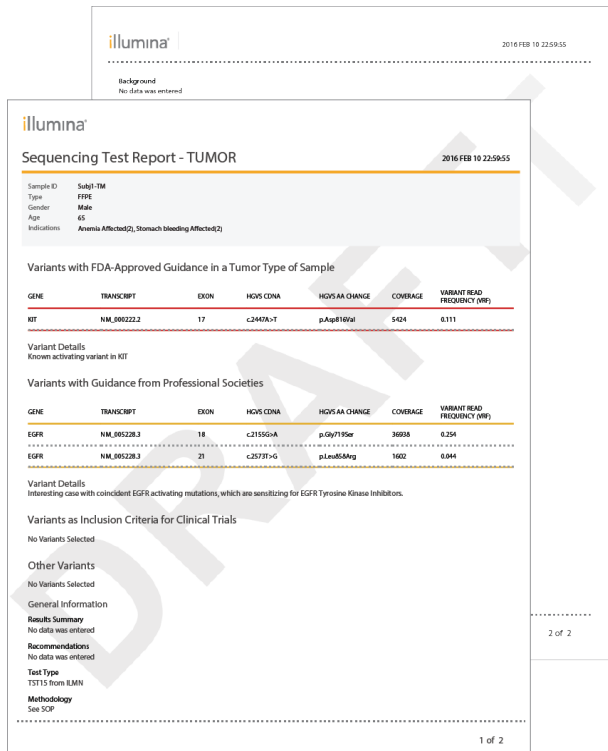 illumina®
2016 FEB 10 22:59:55
Background
No data was entered
2 of 2
illumina®
Sequencing Test Report - TUMOR 2016 FEB 10 22:59:55
Sample ID Subj1-TM
Type FFPE
Gender Male
Age 65
Indications Anemia Affected(2), Stomach bleeding Affected(2)
Variants with FDA-Approved Guidance in a Tumor Type of Sample
GENE TRANSCRIPT EXON HGVS CDNA HGVS AA CHANGE COVERAGE VARIANT READ FREQUENCY (VRF)
KIT NM_000222.2 17 c.2447A>T p.Asp816Val 5424 0.111
Variant Details
Known activating variant in KIT
Variants with Guidance from Professional Societies
GENE TRANSCRIPT EXON HGVS CDNA HGVS AA CHANGE COVERAGE VARIANT READ FREQUENCY (VRF)
EGFR NM_005228.3 18 c.2155G>A p.Gly719Ser 36938 0.254
EGFR NM_005228.3 21 c.2573T>G p.Leu858Arg 1602 0.044
Variant Details
Interesting case with coincident EGFR activating mutations, which are sensitizing for EGFR Tyrosine Kinase Inhibitors.
Variants as Inclusion Criteria for Clinical Trials
No Variants Selected
Other Variants
No Variants Selected
General Information
Results Summary
No data was entered
Recommendations
No data was entered
Test Type
TST15 from ILMN
Methodology
See SOP
1 of 2
DRAFT